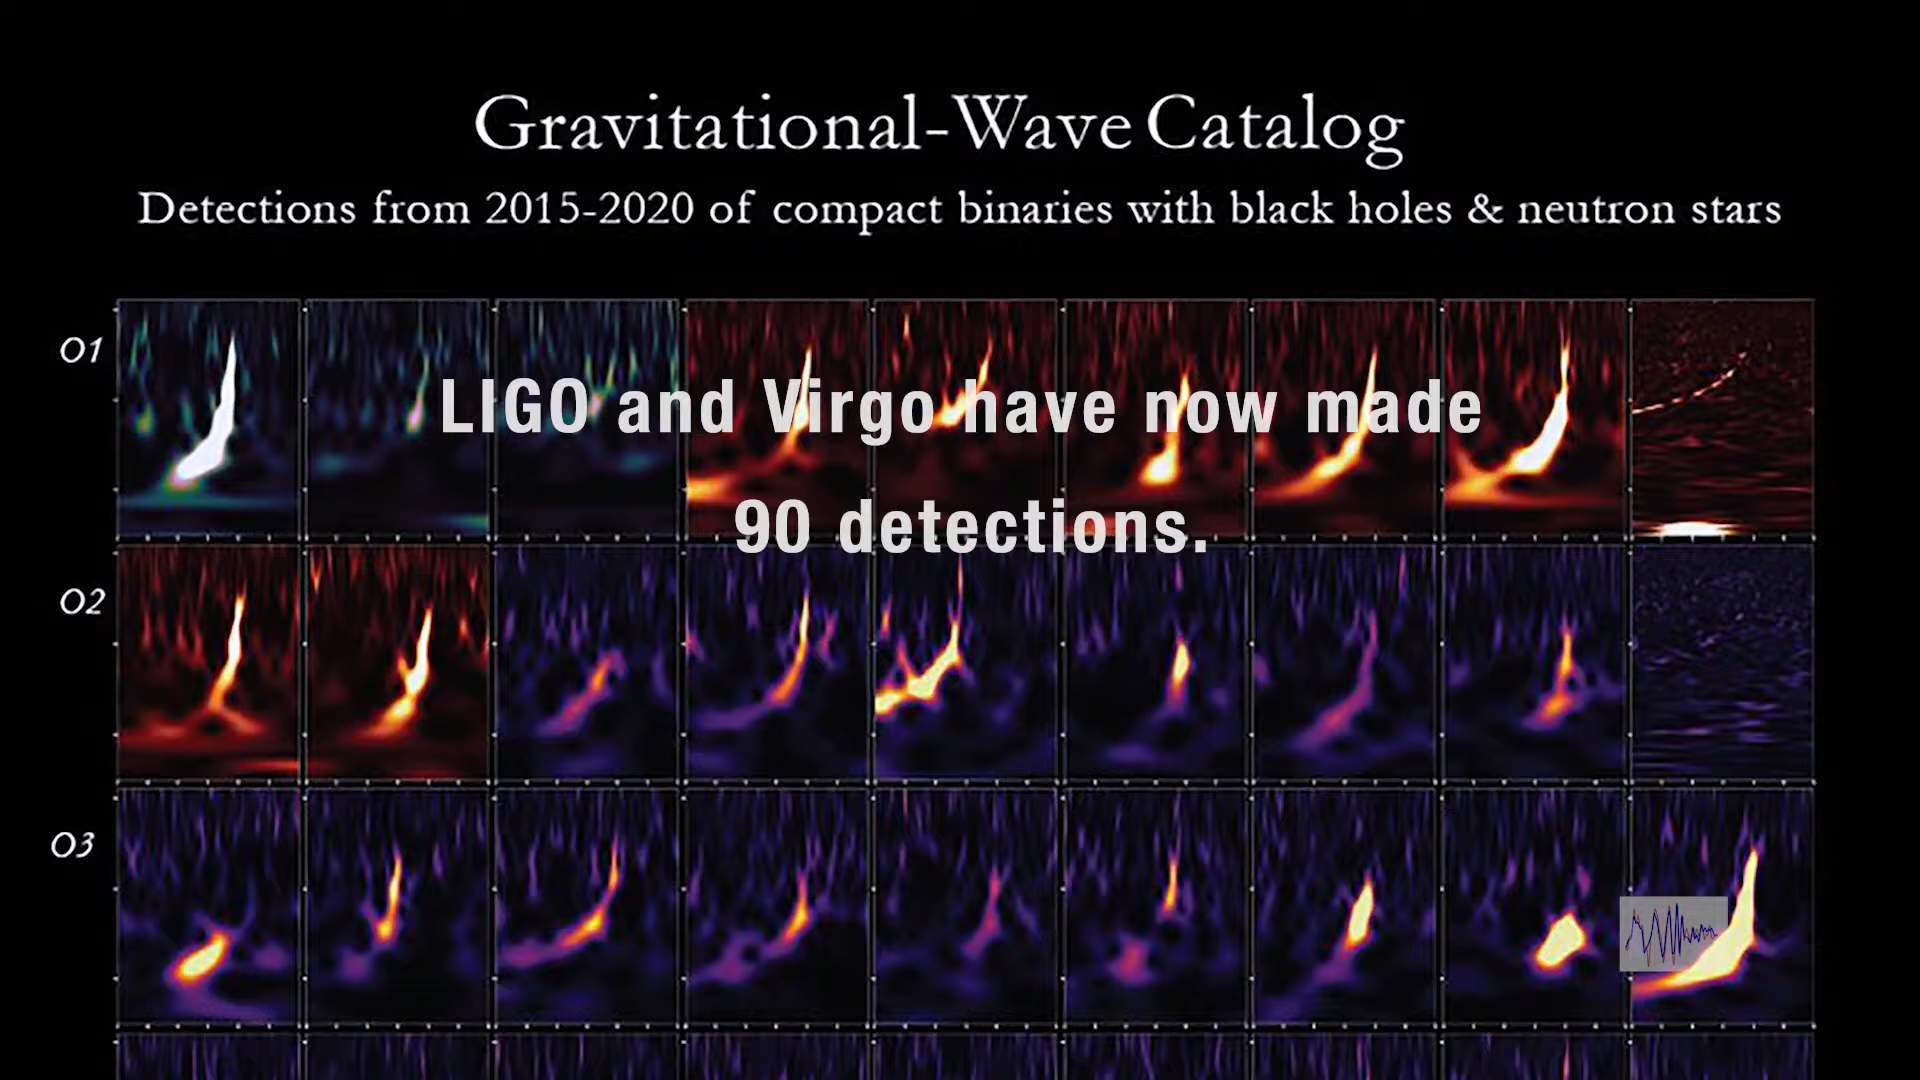 Gravitational-Wave Catalog
Detections from 2015-2020 of compact binaries with black holes & neutron stars
O1
LIGO and Virgo have now made
90 detections.
O2
O3